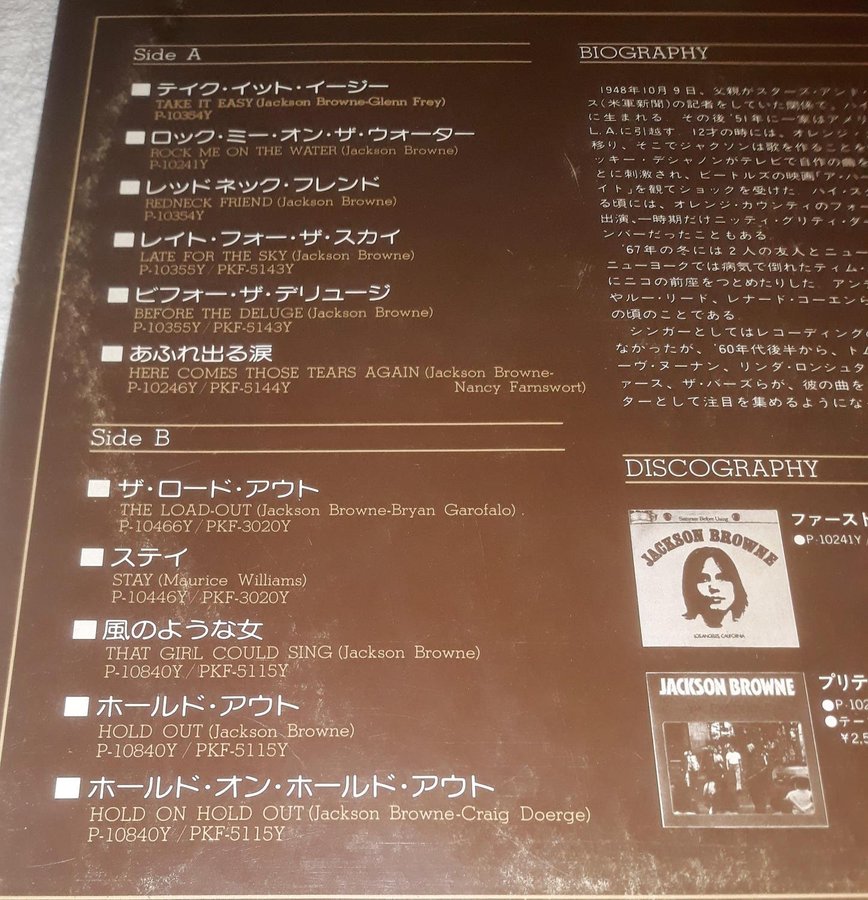 Side A
テイク・イット・イージー
TAKE IT EASY (Jackson Browne-Glenn Frey)
P-10354Y
ロック・ミー・オン・ザ・ウォーター
ROCK ME ON THE WATER (Jackson Browne)
P-10241Y
レッドネック・フレンド
REDNECK FRIEND (Jackson Browne)
P-10354Y
レイト・フォー・ザ・スカイ
LATE FOR THE SKY (Jackson Browne)
P-10355Y / PKF-5143Y
ビフォー・ザ・デリュージ
BEFORE THE DELUGE (Jackson Browne)
P-10355Y / PKF-5143Y
あふれ出る涙
HERE COMES THOSE TEARS AGAIN (Jackson Browne-
Nancy Farnswort)
P-10246Y / PKF-5144Y
Side B
ザ・ロード・アウト
THE LOAD-OUT (Jackson Browne-Bryan Garofalo)
P-10466Y / PKF-3020Y
ステイ
STAY (Maurice Williams)
P-10446Y / PKF-3020Y
風のような女
THAT GIRL COULD SING (Jackson Browne)
P-10840Y / PKF-5115Y
ホールド・アウト
HOLD OUT (Jackson Browne)
P-10840Y / PKF-5115Y
ホールド・オン・ホールド・アウト
HOLD ON HOLD OUT (Jackson Browne-Craig Doerge)
P-10840Y / PKF-5115Y
BIOGRAPHY
1948年10月9日、父親がスターズ・アンド・
ス(米軍新聞)の記者をしていた関係で、ハ
に生まれる その後'51年に一家はアメリ
L.A.に引越す 12才の時には、オレンジ・
移り、そこでジャクソンは歌を作ることを
ッキー・デシャノンがテレビで自作の曲を
とに刺激され、ビートルズの映画「ア・ハー
イト」を観てショックを受けた ハイ・ス
る頃には、オレンジ・カウンティのフォー
出演、一時期だけニッティ・グリティ・ダ
ンバーだったこともある
'67年の冬には2人の友人とニュー
ニューヨークでは病気で倒れたティム・
にニコの前座をつとめたりした アン
やルー・リード、レナード・コーエン
の頃のことである
シンガーとしてはレコーディング
なかったが、'60年代後半から、トム
ーヴ・ヌーナン、リンダ・ロンシュタ
ァース、ザ・バーズらが、彼の曲を
ターとして注目を集めるようにな
DISCOGRAPHY
Saturate Before Using
JACKSON BROWNE
LOS ANGELES, CALIFORNIA
ファースト
●P-10241Y /
JACKSON BROWNE
プリテ
●P-102
●テー
¥2,5